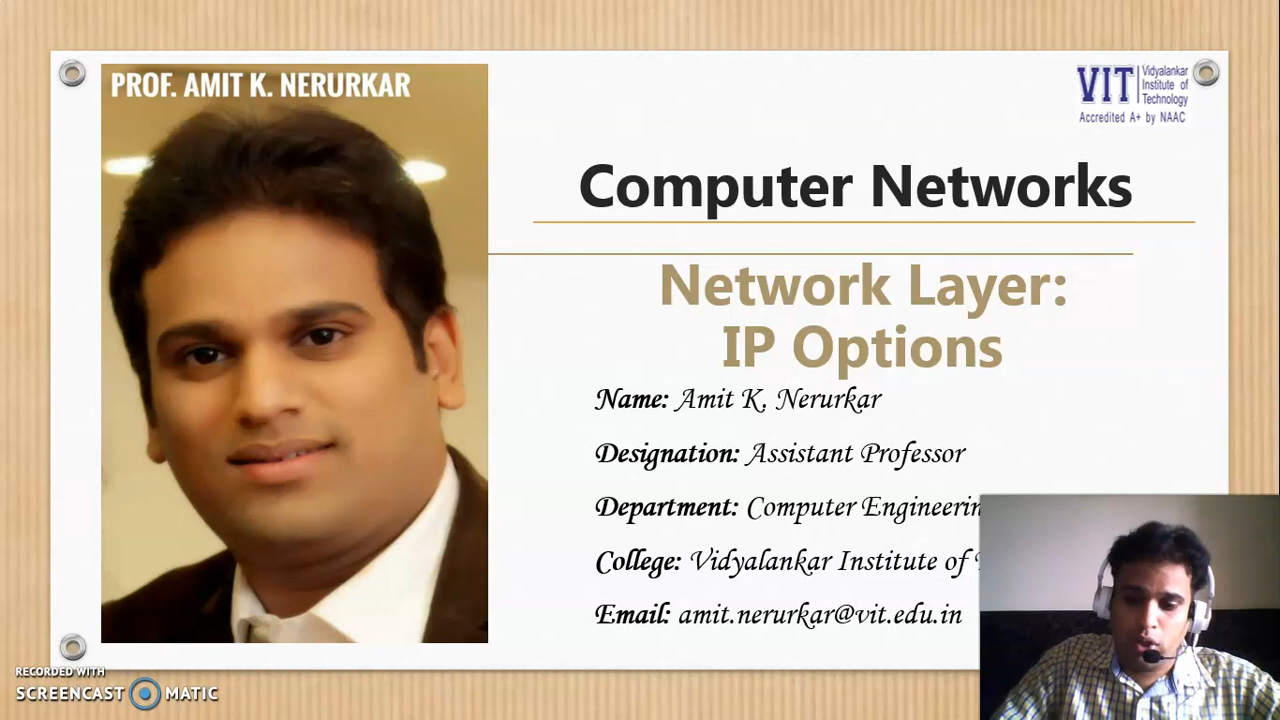 PROF. AMIT K. NERURKAR
VIT
Vidyalankar
Institute of
Technology
Accredited A+ by NAAC
Computer Networks
Network Layer:
IP Options
Name: Amit K. Nerurkar
Designation: Assistant Professor
Department: Computer
College: Vidyalankar Institute of
Email: amit.nerurkar@vit.edu.in
RECORDED WITH
SCREENCAST MATIC